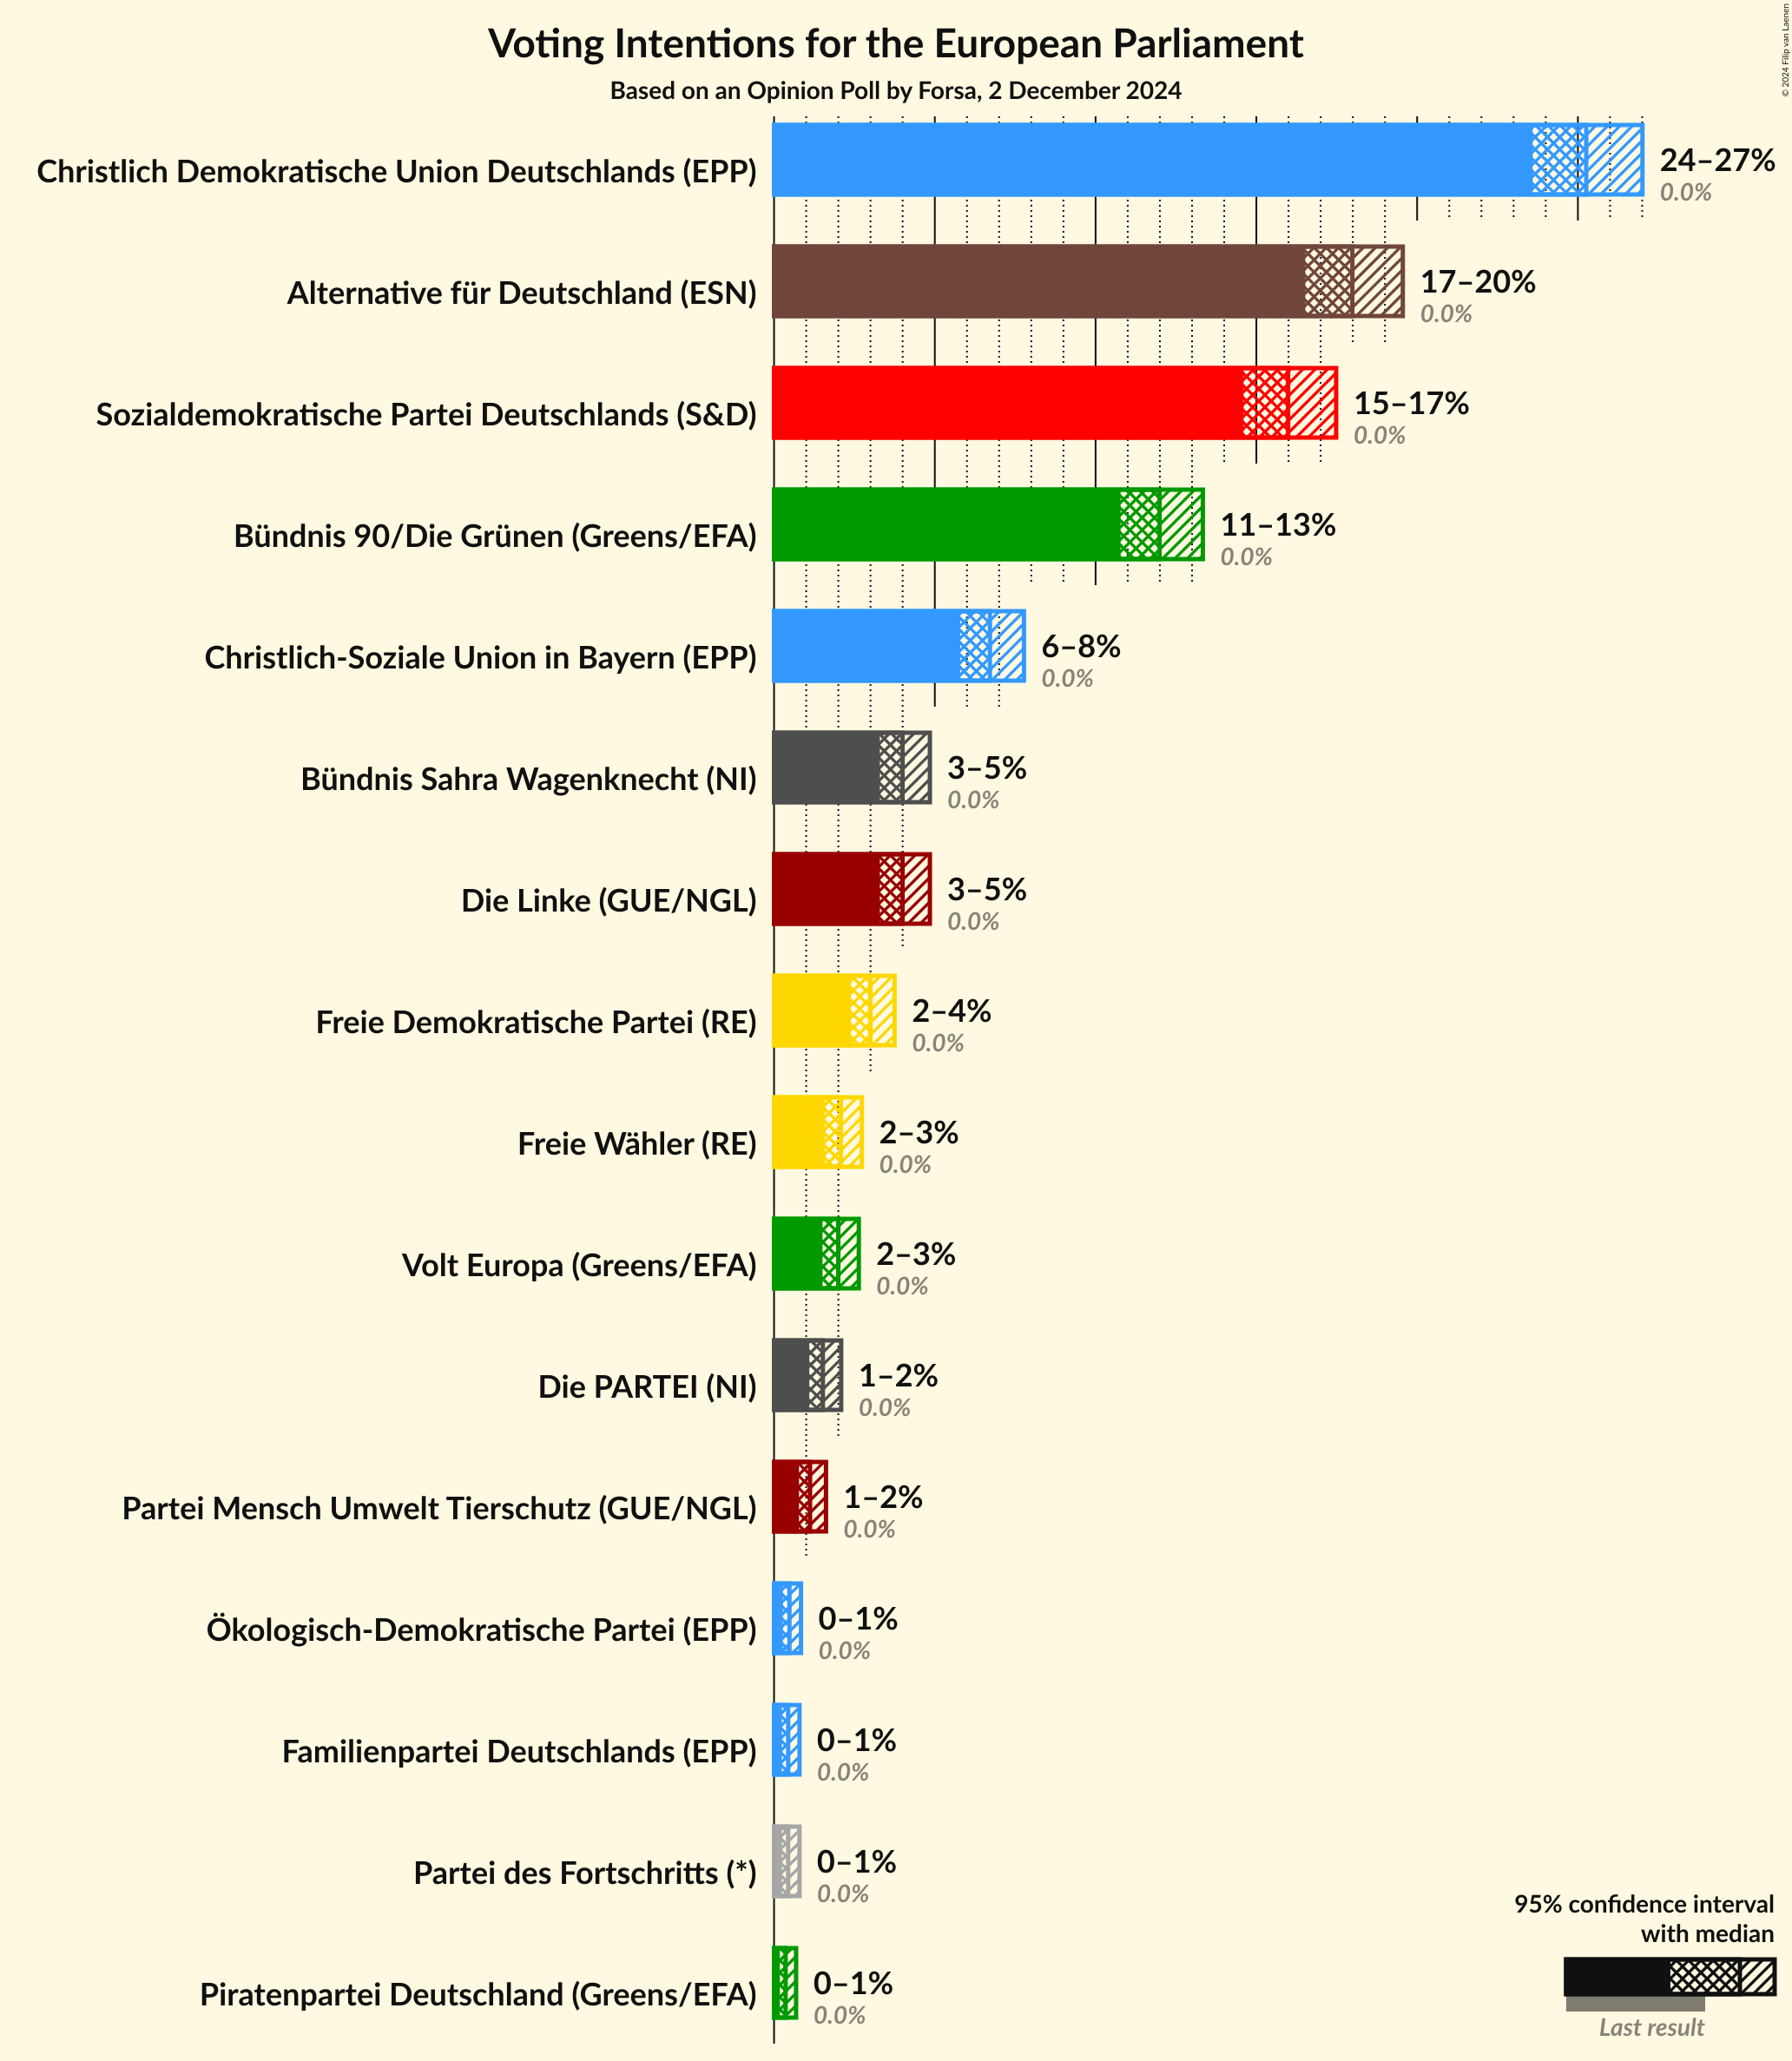 Voting Intentions for the European Parliament
Based on an Opinion Poll by Forsa, 2 December 2024
© 2024 Filip van Laenen
Christlich Demokratische Union Deutschlands (EPP)
24–27%
0.0%
Alternative für Deutschland (ESN)
17–20%
0.0%
Sozialdemokratische Partei Deutschlands (S&D)
15–17%
0.0%
Bündnis 90/Die Grünen (Greens/EFA)
11–13%
0.0%
Christlich-Soziale Union in Bayern (EPP)
6–8%
0.0%
Bündnis Sahra Wagenknecht (NI)
3–5%
0.0%
Die Linke (GUE/NGL)
3–5%
0.0%
Freie Demokratische Partei (RE)
2–4%
0.0%
Freie Wähler (RE)
2–3%
0.0%
Volt Europa (Greens/EFA)
2–3%
0.0%
Die PARTEI (NI)
1–2%
0.0%
Partei Mensch Umwelt Tierschutz (GUE/NGL)
1–2%
0.0%
Ökologisch-Demokratische Partei (EPP)
0–1%
0.0%
Familienpartei Deutschlands (EPP)
0–1%
0.0%
Partei des Fortschritts (*)
0–1%
0.0%
Piratenpartei Deutschland (Greens/EFA)
0–1%
0.0%
95% confidence interval
with median
Last result